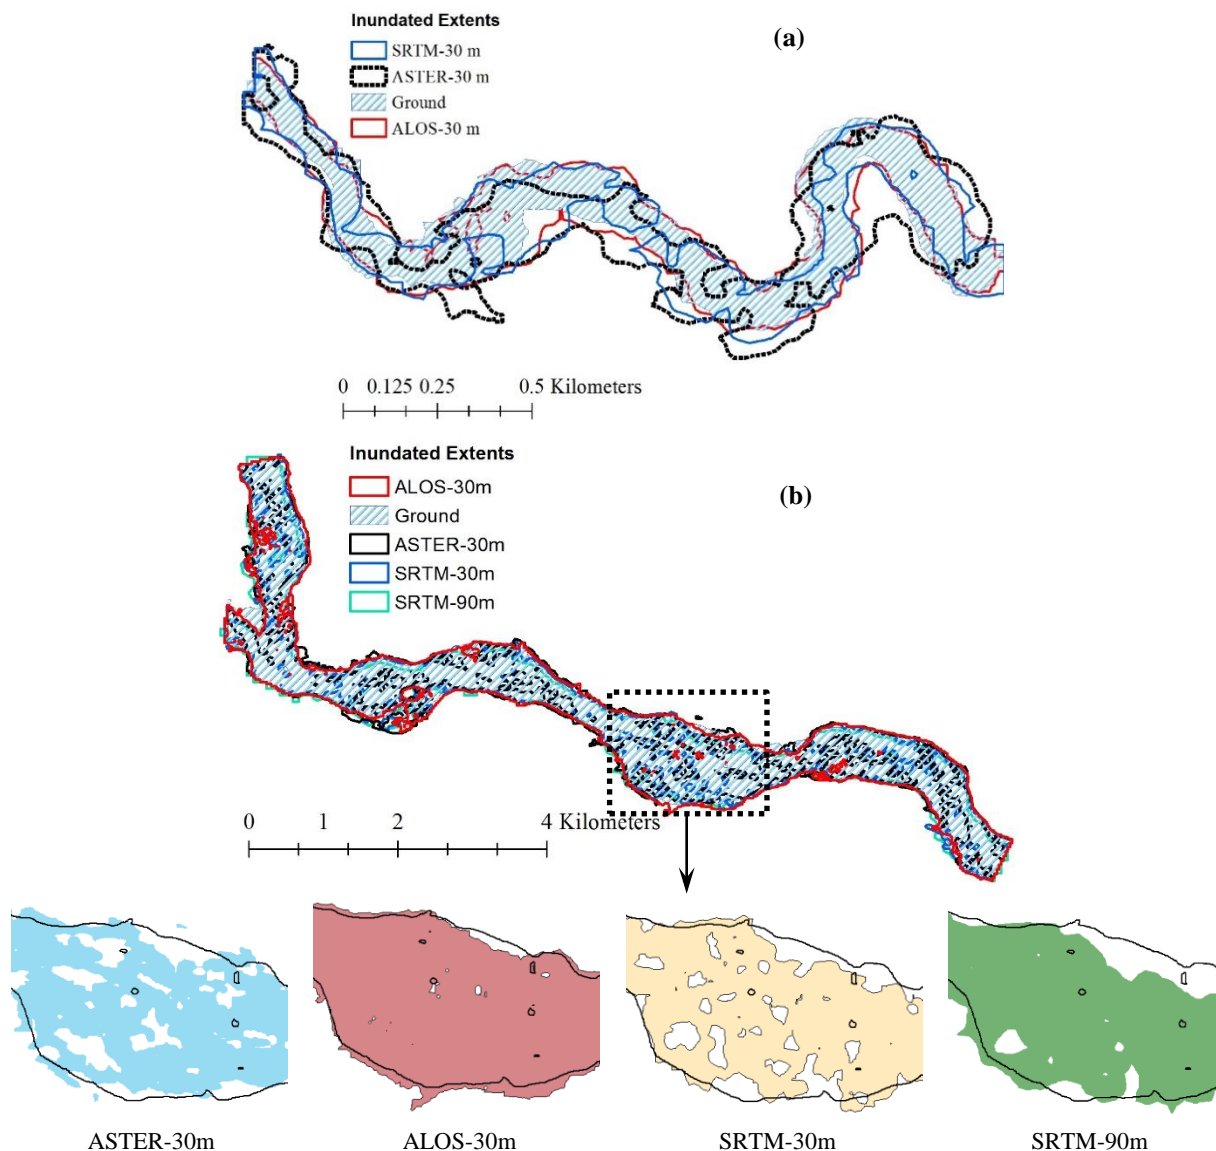 Inundated Extents
(a)
SRTM-30 m
ASTER-30 m
Ground
ALOS-30 m
0 0.125 0.25 0.5 Kilometers
Inundated Extents
(b)
ALOS-30m
Ground
ASTER-30m
SRTM-30m
SRTM-90m
0 1 2 4 Kilometers
ASTER-30m ALOS-30m SRTM-30m SRTM-90m